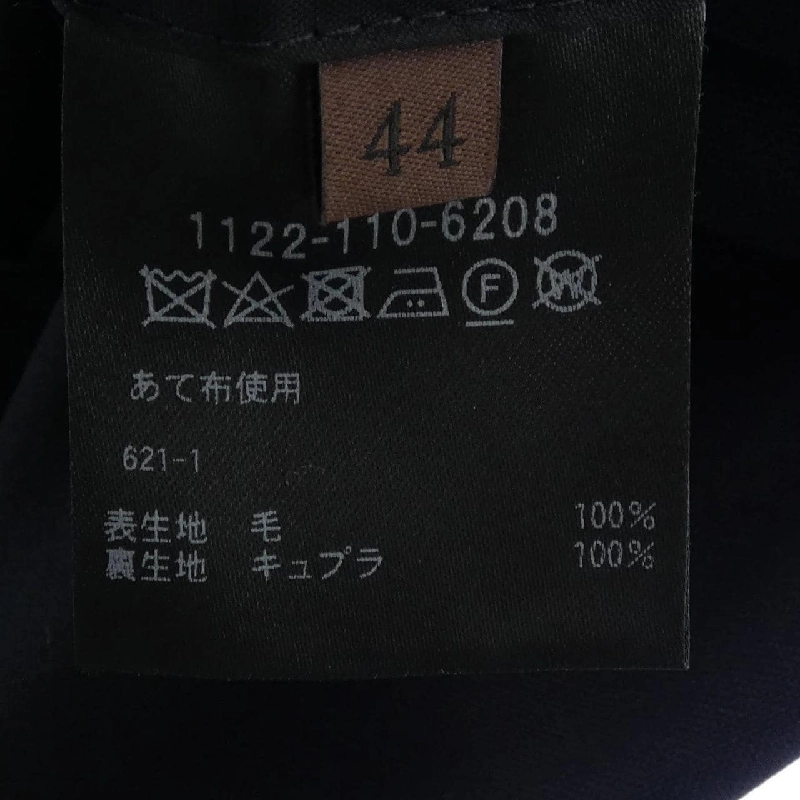 44
1122-110-6208
F W
あて布使用
621-1
表生地 毛 100%
裏生地 キュプラ 100%